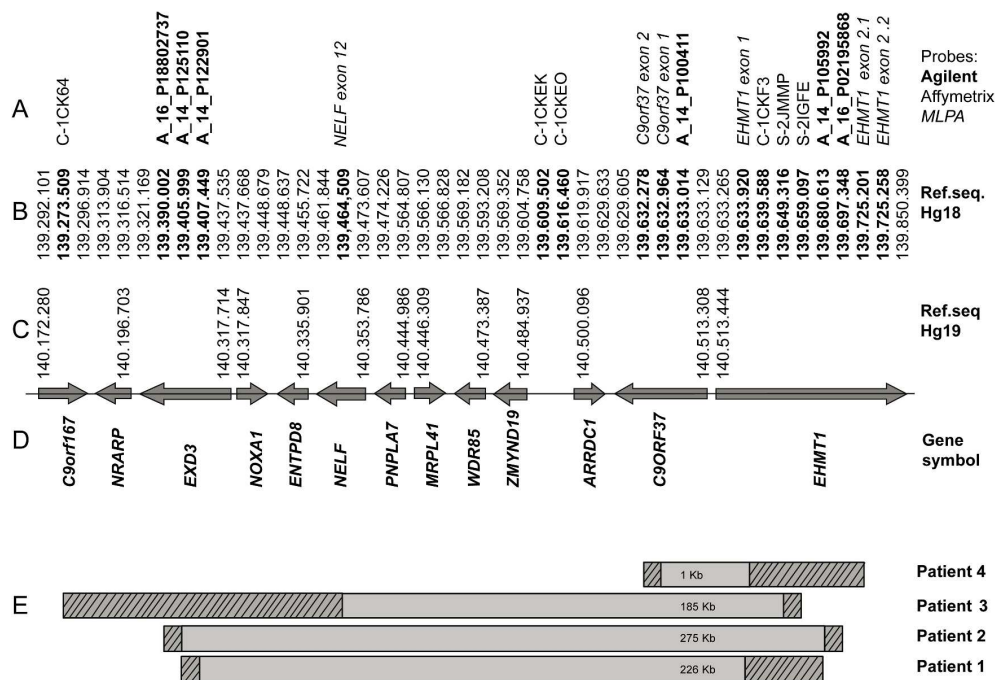 A
C-1CK64
A_16_P18802737
A_14_P125110
A_14_P122901
NELF exon 12
C-1CKEK
C-1CKEO
C9orf37 exon 2
C9orf37 exon 1
A_14_P100411
EHMT1 exon 1
C-1CKF3
S-2JMMP
S-2IGFE
A_14_P105992
A_16_P02195868
EHMT1 exon 2.1
EHMT1 exon 2 .2
Probes:
Agilent
Affymetrix
MLPA
B
139.292.101
139.273.509
139.296.914
139.313.904
139.316.514
139.321.169
139.390.002
139.405.999
139.407.449
139.437.535
139.437.668
139.448.679
139.448.637
139.455.722
139.461.844
139.464.509
139.473.607
139.474.226
139.564.807
139.566.130
139.566.828
139.569.182
139.593.208
139.569.352
139.604.758
139.609.502
139.616.460
139.619.917
139.629.633
139.629.605
139.632.278
139.632.964
139.633.014
139.633.129
139.633.265
139.633.920
139.639.588
139.649.316
139.659.097
139.680.613
139.697.348
139.725.201
139.725.258
139.850.399
Ref.seq.
Hg18
C
140.172.280
140.196.703
140.317.714
140.317.847
140.335.901
140.353.786
140.444.986
140.446.309
140.473.387
140.484.937
140.500.096
140.513.308
140.513.444
Ref.seq
Hg19
D
C9orf167
NRARP
EXD3
NOXA1
ENTPD8
NELF
PNPLA7
MRPL41
WDR85
ZMYND19
ARRDC1
C9ORF37
EHMT1
Gene
symbol
E
1 Kb
Patient 4
185 Kb
Patient 3
275 Kb
Patient 2
226 Kb
Patient 1